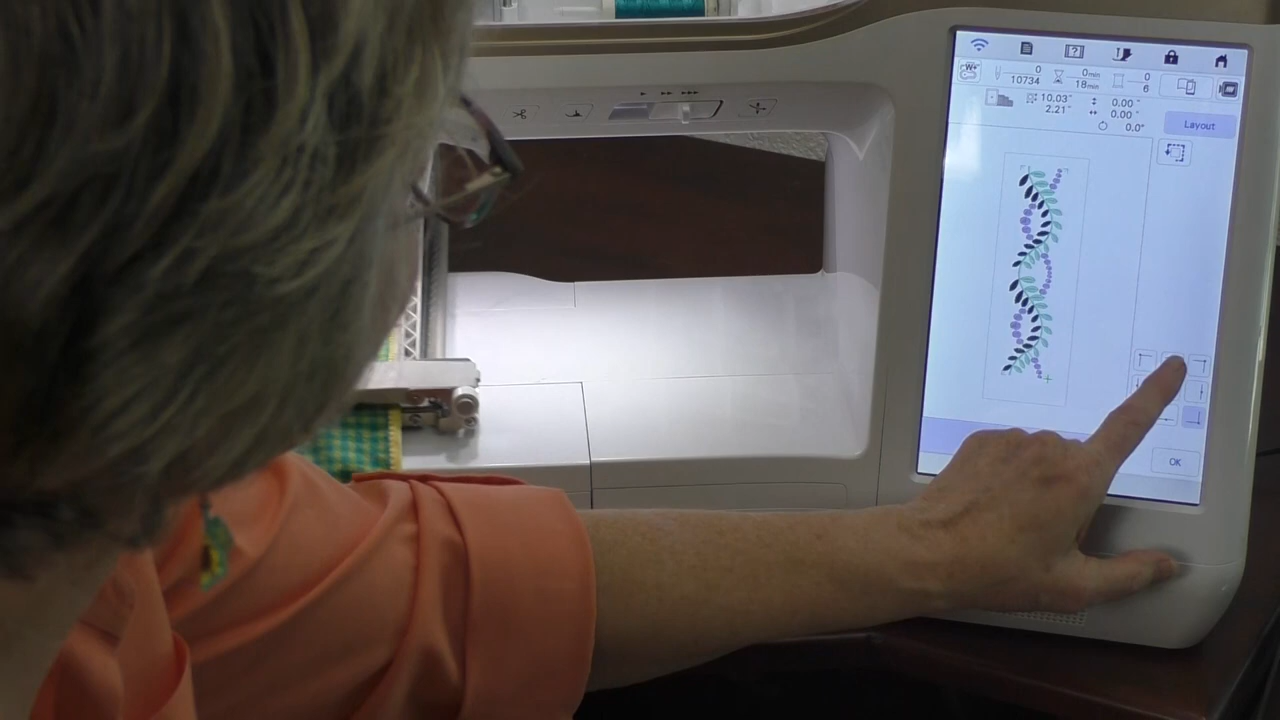 W+
0
10734
0min
18min
0
6
10.03"
2.21"
0.00 "
0.00 "
0.0°
Layout
OK